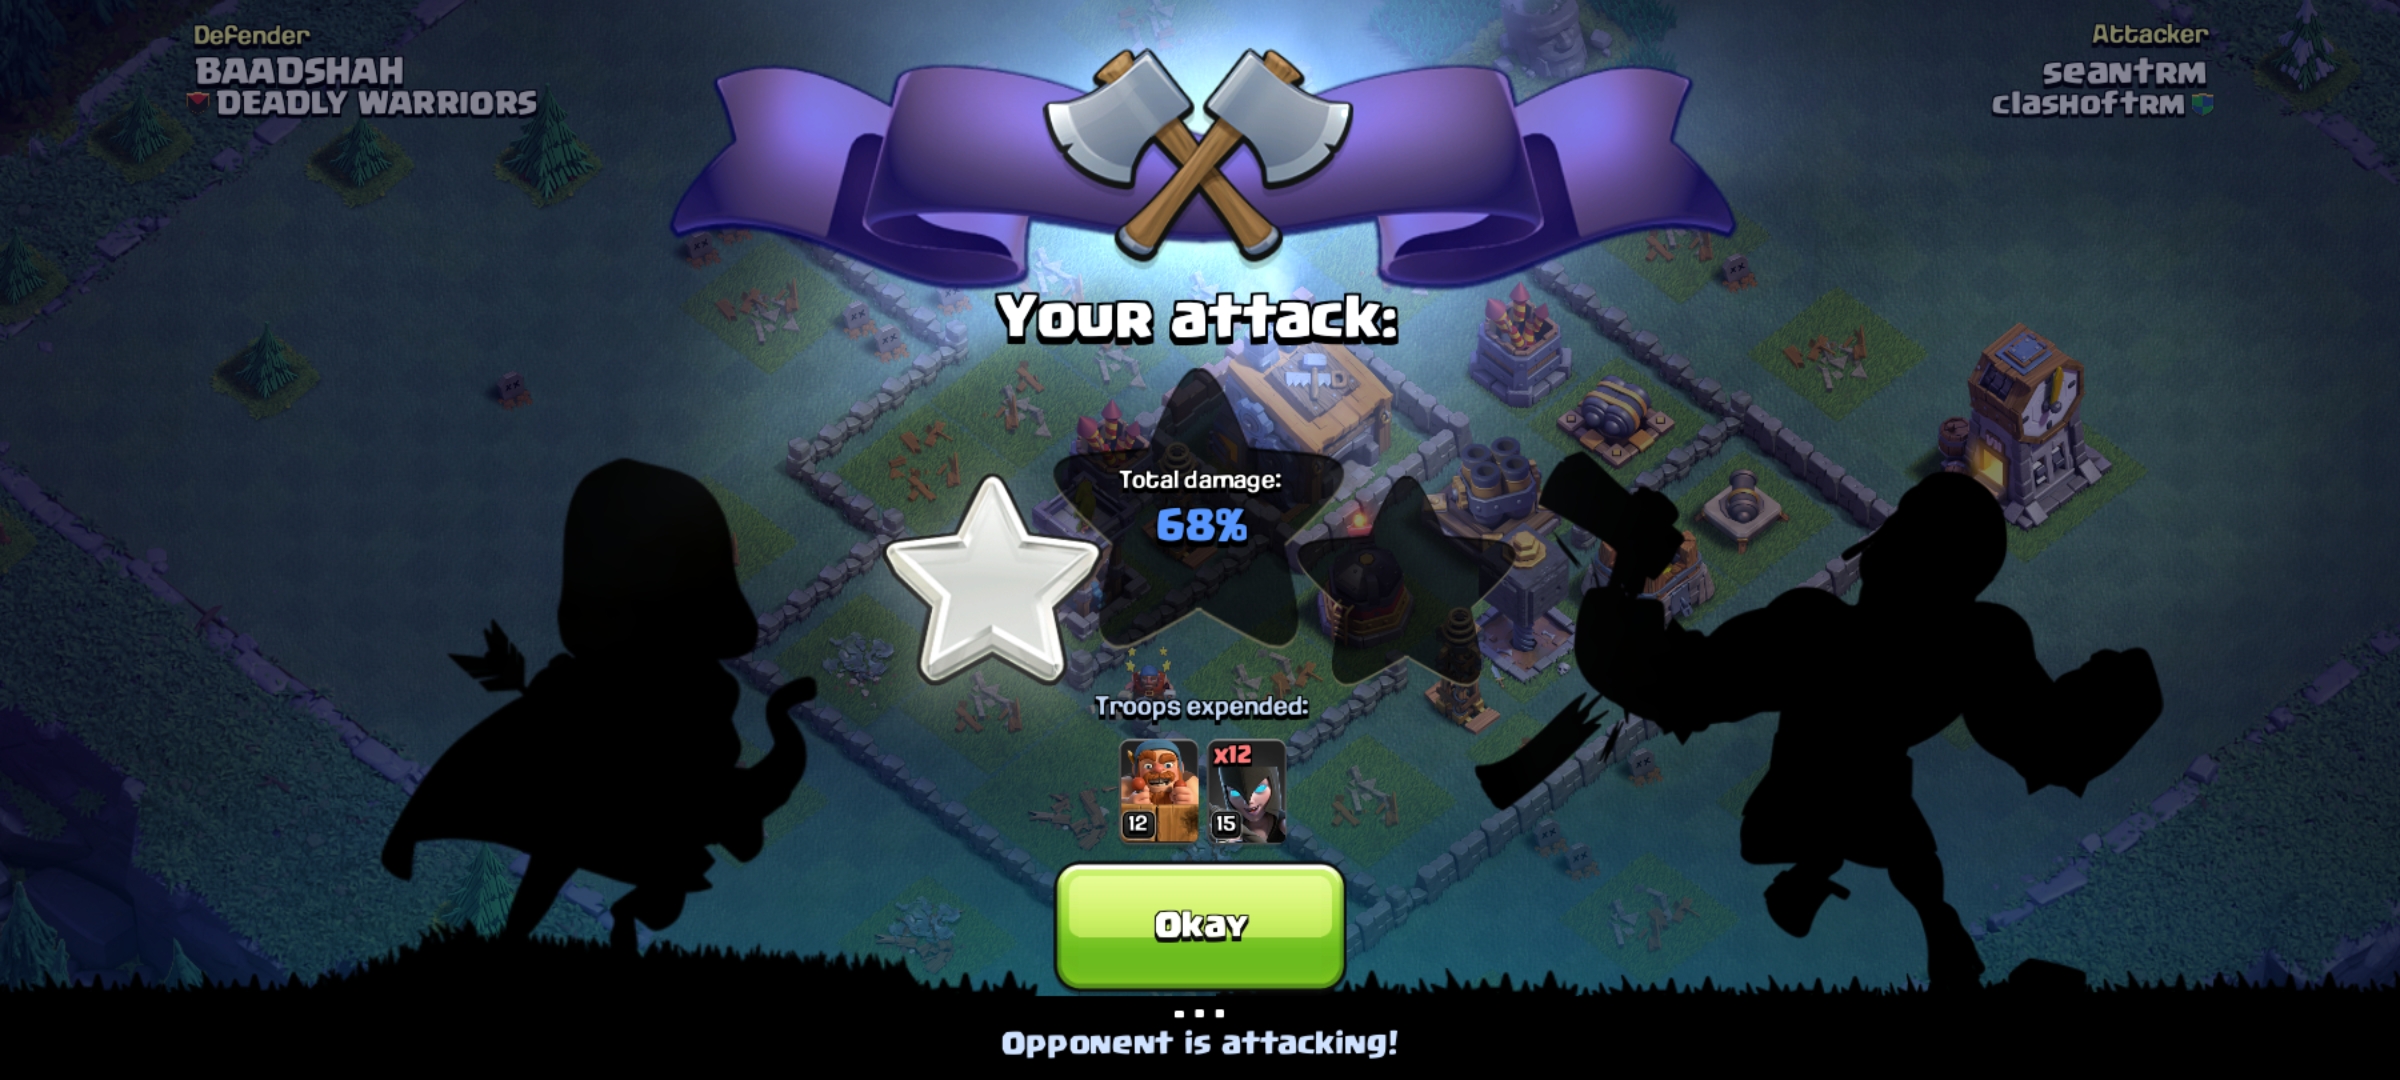 Defender
BAADSHAH
DEADLY WARRIORS
Attacker
seantRM
clashoftRM
Your attack:
Total damage:
68%
Troops expended:
x12
12
15
Okay
...
Opponent is attacking!